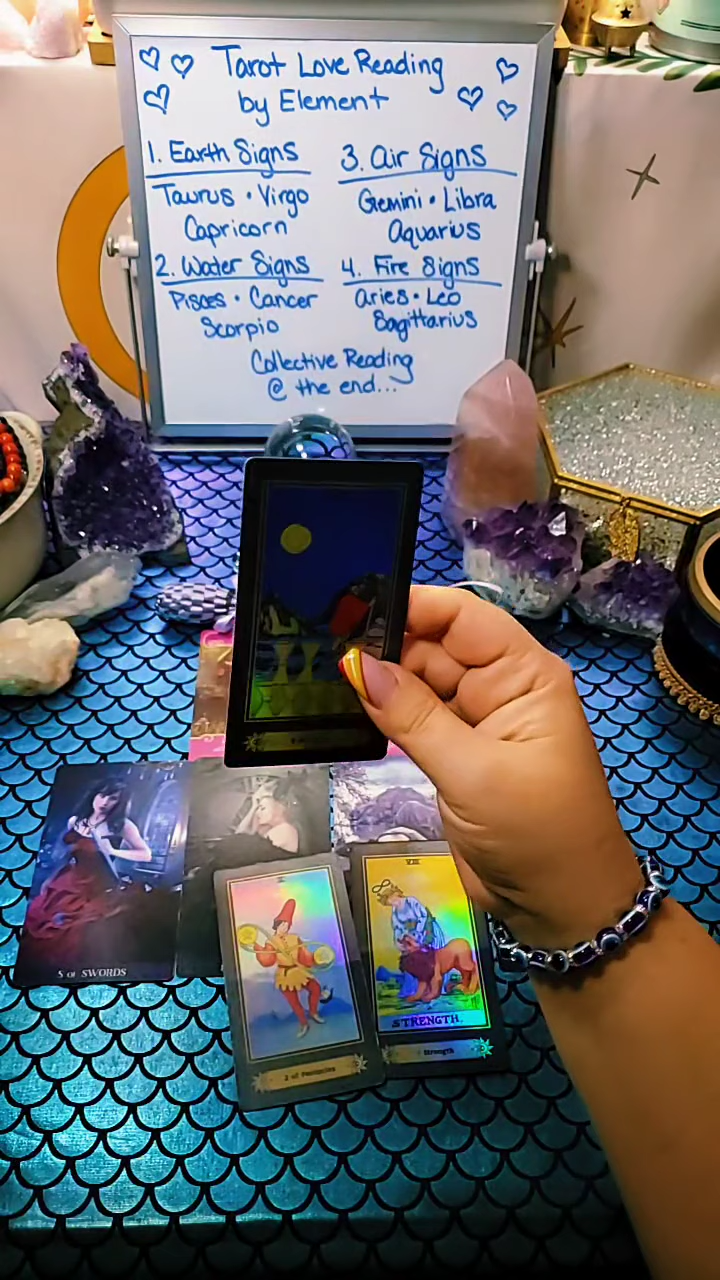 Tarot Love Reading
by Element
1. Earth Signs
Taurus • Virgo
Capricorn
2. Water Signs
Pisces • Cancer
Scorpio
3. Air Signs
Gemini • Libra
Aquarius
4. Fire Signs
Aries • Leo
Sagittarius
Collective Reading
@ the end...
5 OF SWORDS
2 of Pentacles
VIII
STRENGTH.
Strength